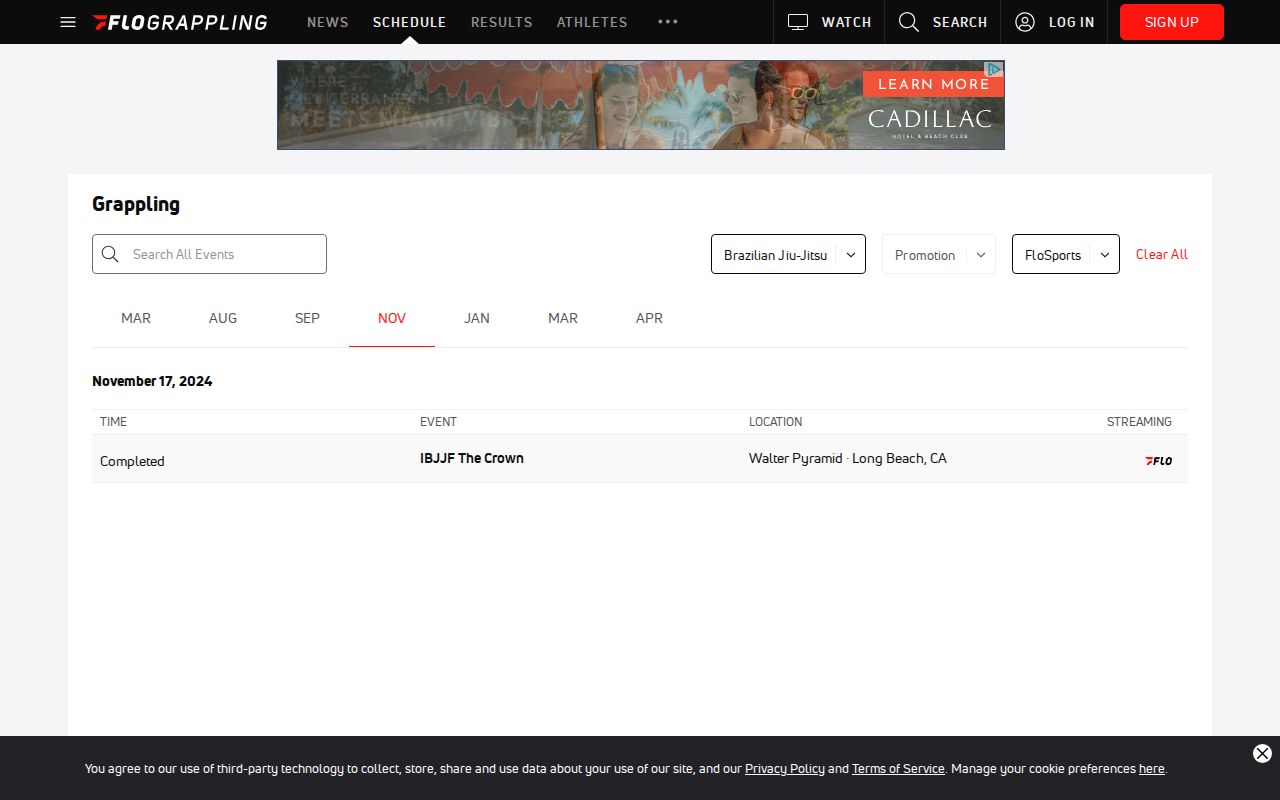 FLOGRAPPLING
NEWS
SCHEDULE
RESULTS
ATHLETES
WATCH
SEARCH
LOG IN
SIGN UP
WHERE
MEDITERRANEAN
MEETS MIAMI
LEARN MORE
CADILLAC
HOTEL & BEACH CLUB
Grappling
Search All Events
Brazilian Jiu-Jitsu
Promotion
FloSports
Clear All
MAR
AUG
SEP
NOV
JAN
MAR
APR
November 17, 2024
TIME
EVENT
LOCATION
STREAMING
Completed
IBJJF The Crown
Walter Pyramid · Long Beach, CA
FLO
You agree to our use of third-party technology to collect, store, share and use data about your use of our site, and our Privacy Policy and Terms of Service. Manage your cookie preferences here.